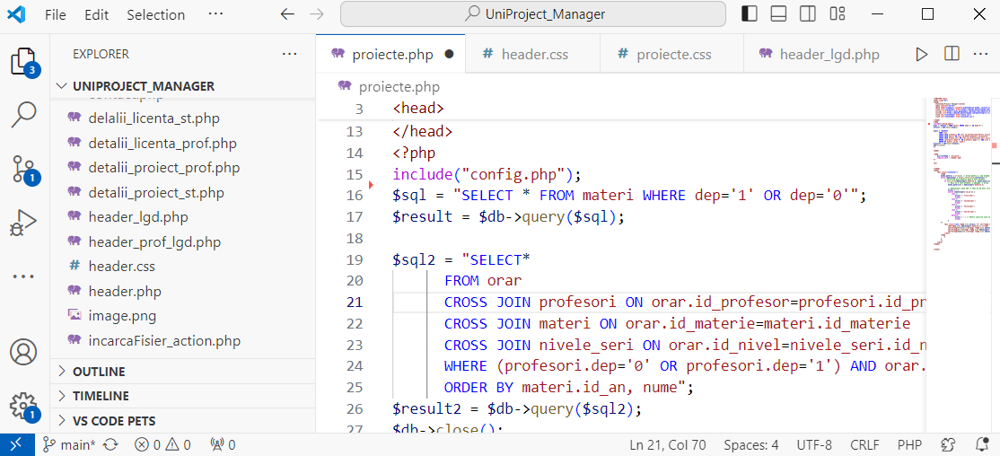 File Edit Selection ··· UniProject_Manager
EXPLORER ···
3
1
1
UNIPROJECT_MANAGER
delalii_licenta_st.php
detalii_licenta_prof.php
detalii_proiect_prof.php
detalii_proiect_st.php
header_lgd.php
header_prof_lgd.php
# header.css
header.php
image.png
incarcaFisier_action.php
OUTLINE
TIMELINE
VS CODE PETS
proiecte.php ● # header.css # proiecte.css header_lgd.php ···
proiecte.php
3 <head>
13 </head>
14 <?php
15 include("config.php");
16 $sql = "SELECT * FROM materi WHERE dep='1' OR dep='0'";
17 $result = $db->query($sql);
18
19 $sql2 = "SELECT*
20 FROM orar
21 CROSS JOIN profesori ON orar.id_profesor=profesori.id_pr
22 CROSS JOIN materi ON orar.id_materie=materi.id_materie
23 CROSS JOIN nivele_seri ON orar.id_nivel=nivele_seri.id_n
24 WHERE (profesori.dep='0' OR profesori.dep='1') AND orar.
25 ORDER BY materi.id_an, nume";
26 $result2 = $db->query($sql2);
27 $db->close();
main* 0 0 0 Ln 21, Col 70 Spaces: 4 UTF-8 CRLF PHP